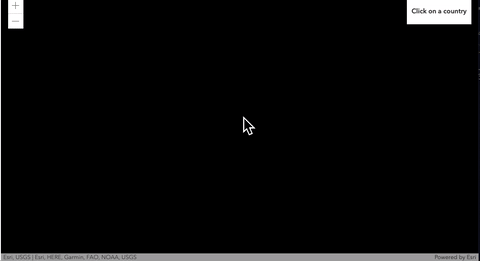 +
Click on a country
−
Esri, USGS | Esri, HERE, Garmin, FAO, NOAA, USGS
Powered by Esri